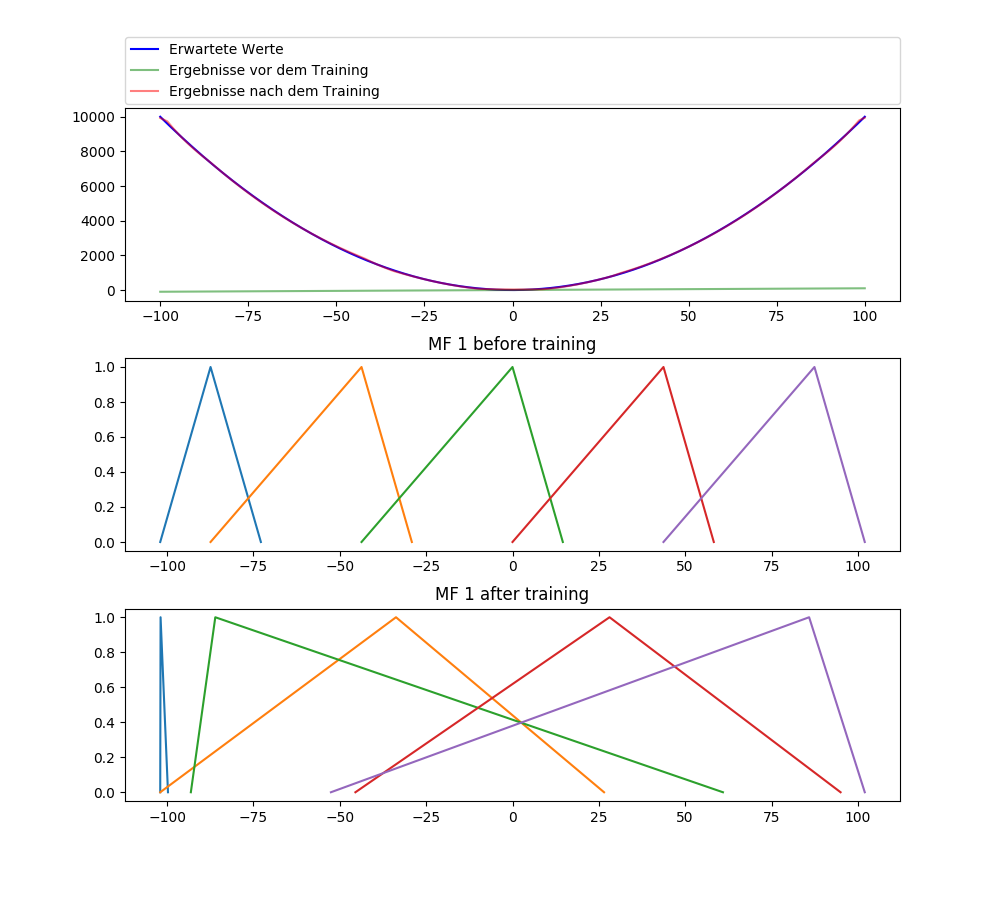 Erwartete Werte
Ergebnisse vor dem Training
Ergebnisse nach dem Training
10000
8000
6000
4000
2000
0
−100 −75 −50 −25 0 25 50 75 100
MF 1 before training
1.0
0.8
0.6
0.4
0.2
0.0
−100 −75 −50 −25 0 25 50 75 100
MF 1 after training
1.0
0.8
0.6
0.4
0.2
0.0
−100 −75 −50 −25 0 25 50 75 100